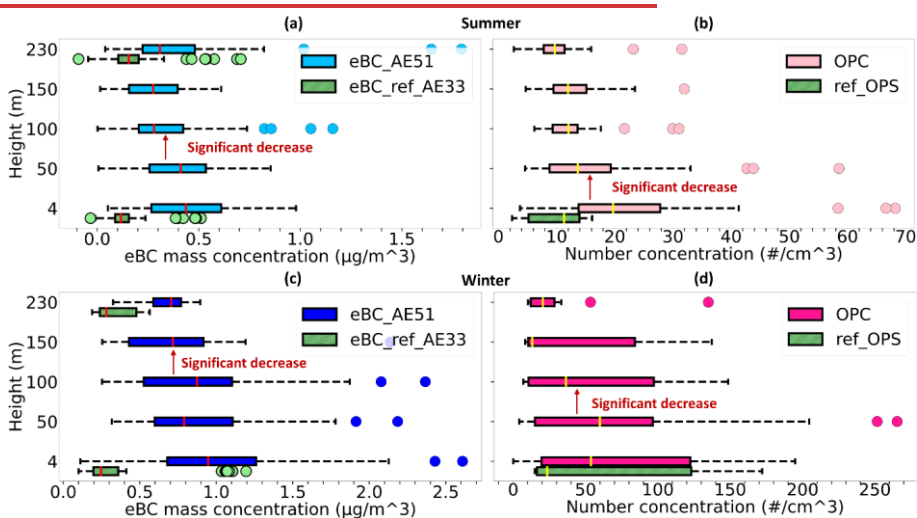 (a)
Summer
(b)
230
150
100
50
4
Height (m)
eBC_AE51
eBC_ref_AE33
Significant decrease
0.0
0.5
1.0
1.5
eBC mass concentration (μg/m^3)
OPC
ref_OPS
Significant decrease
0
10
20
30
40
50
60
70
Number concentration (#/cm^3)
(c)
Winter
(d)
230
150
100
50
4
Height (m)
eBC_AE51
eBC_ref_AE33
Significant decrease
0.0
0.5
1.0
1.5
2.0
2.5
eBC mass concentration (μg/m^3)
OPC
ref_OPS
Significant decrease
0
50
100
150
200
250
Number concentration (#/cm^3)